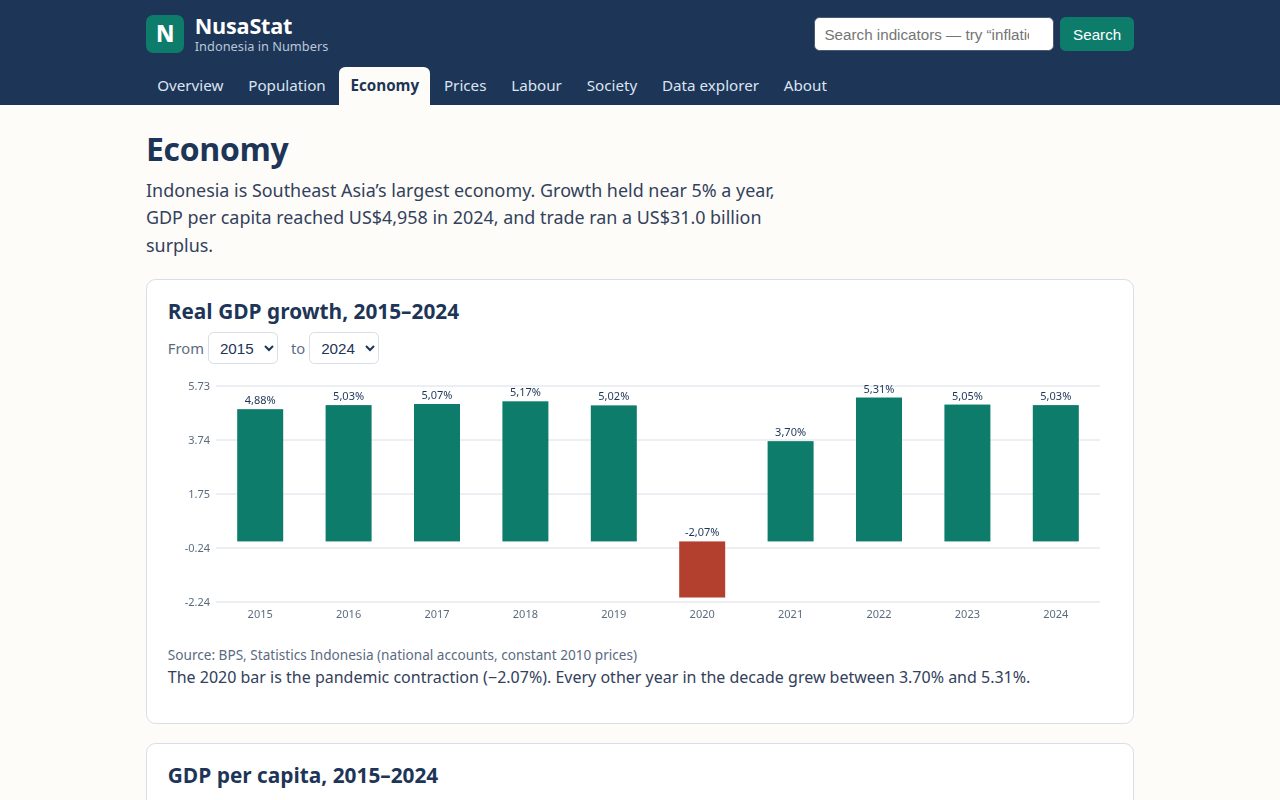 N
NusaStat
Indonesia in Numbers
Search indicators — try “inflati
Search
Overview Population Economy Prices Labour Society Data explorer About
Economy
Indonesia is Southeast Asia’s largest economy. Growth held near 5% a year,
GDP per capita reached US$4,958 in 2024, and trade ran a US$31.0 billion
surplus.
Real GDP growth, 2015–2024
From 2015 to 2024
5.73
3.74
1.75
-0.24
-2.24
4,88% 5,03% 5,07% 5,17% 5,02% -2,07% 3,70% 5,31% 5,05% 5,03%
2015 2016 2017 2018 2019 2020 2021 2022 2023 2024
Source: BPS, Statistics Indonesia (national accounts, constant 2010 prices)
The 2020 bar is the pandemic contraction (−2.07%). Every other year in the decade grew between 3.70% and 5.31%.
GDP per capita, 2015–2024